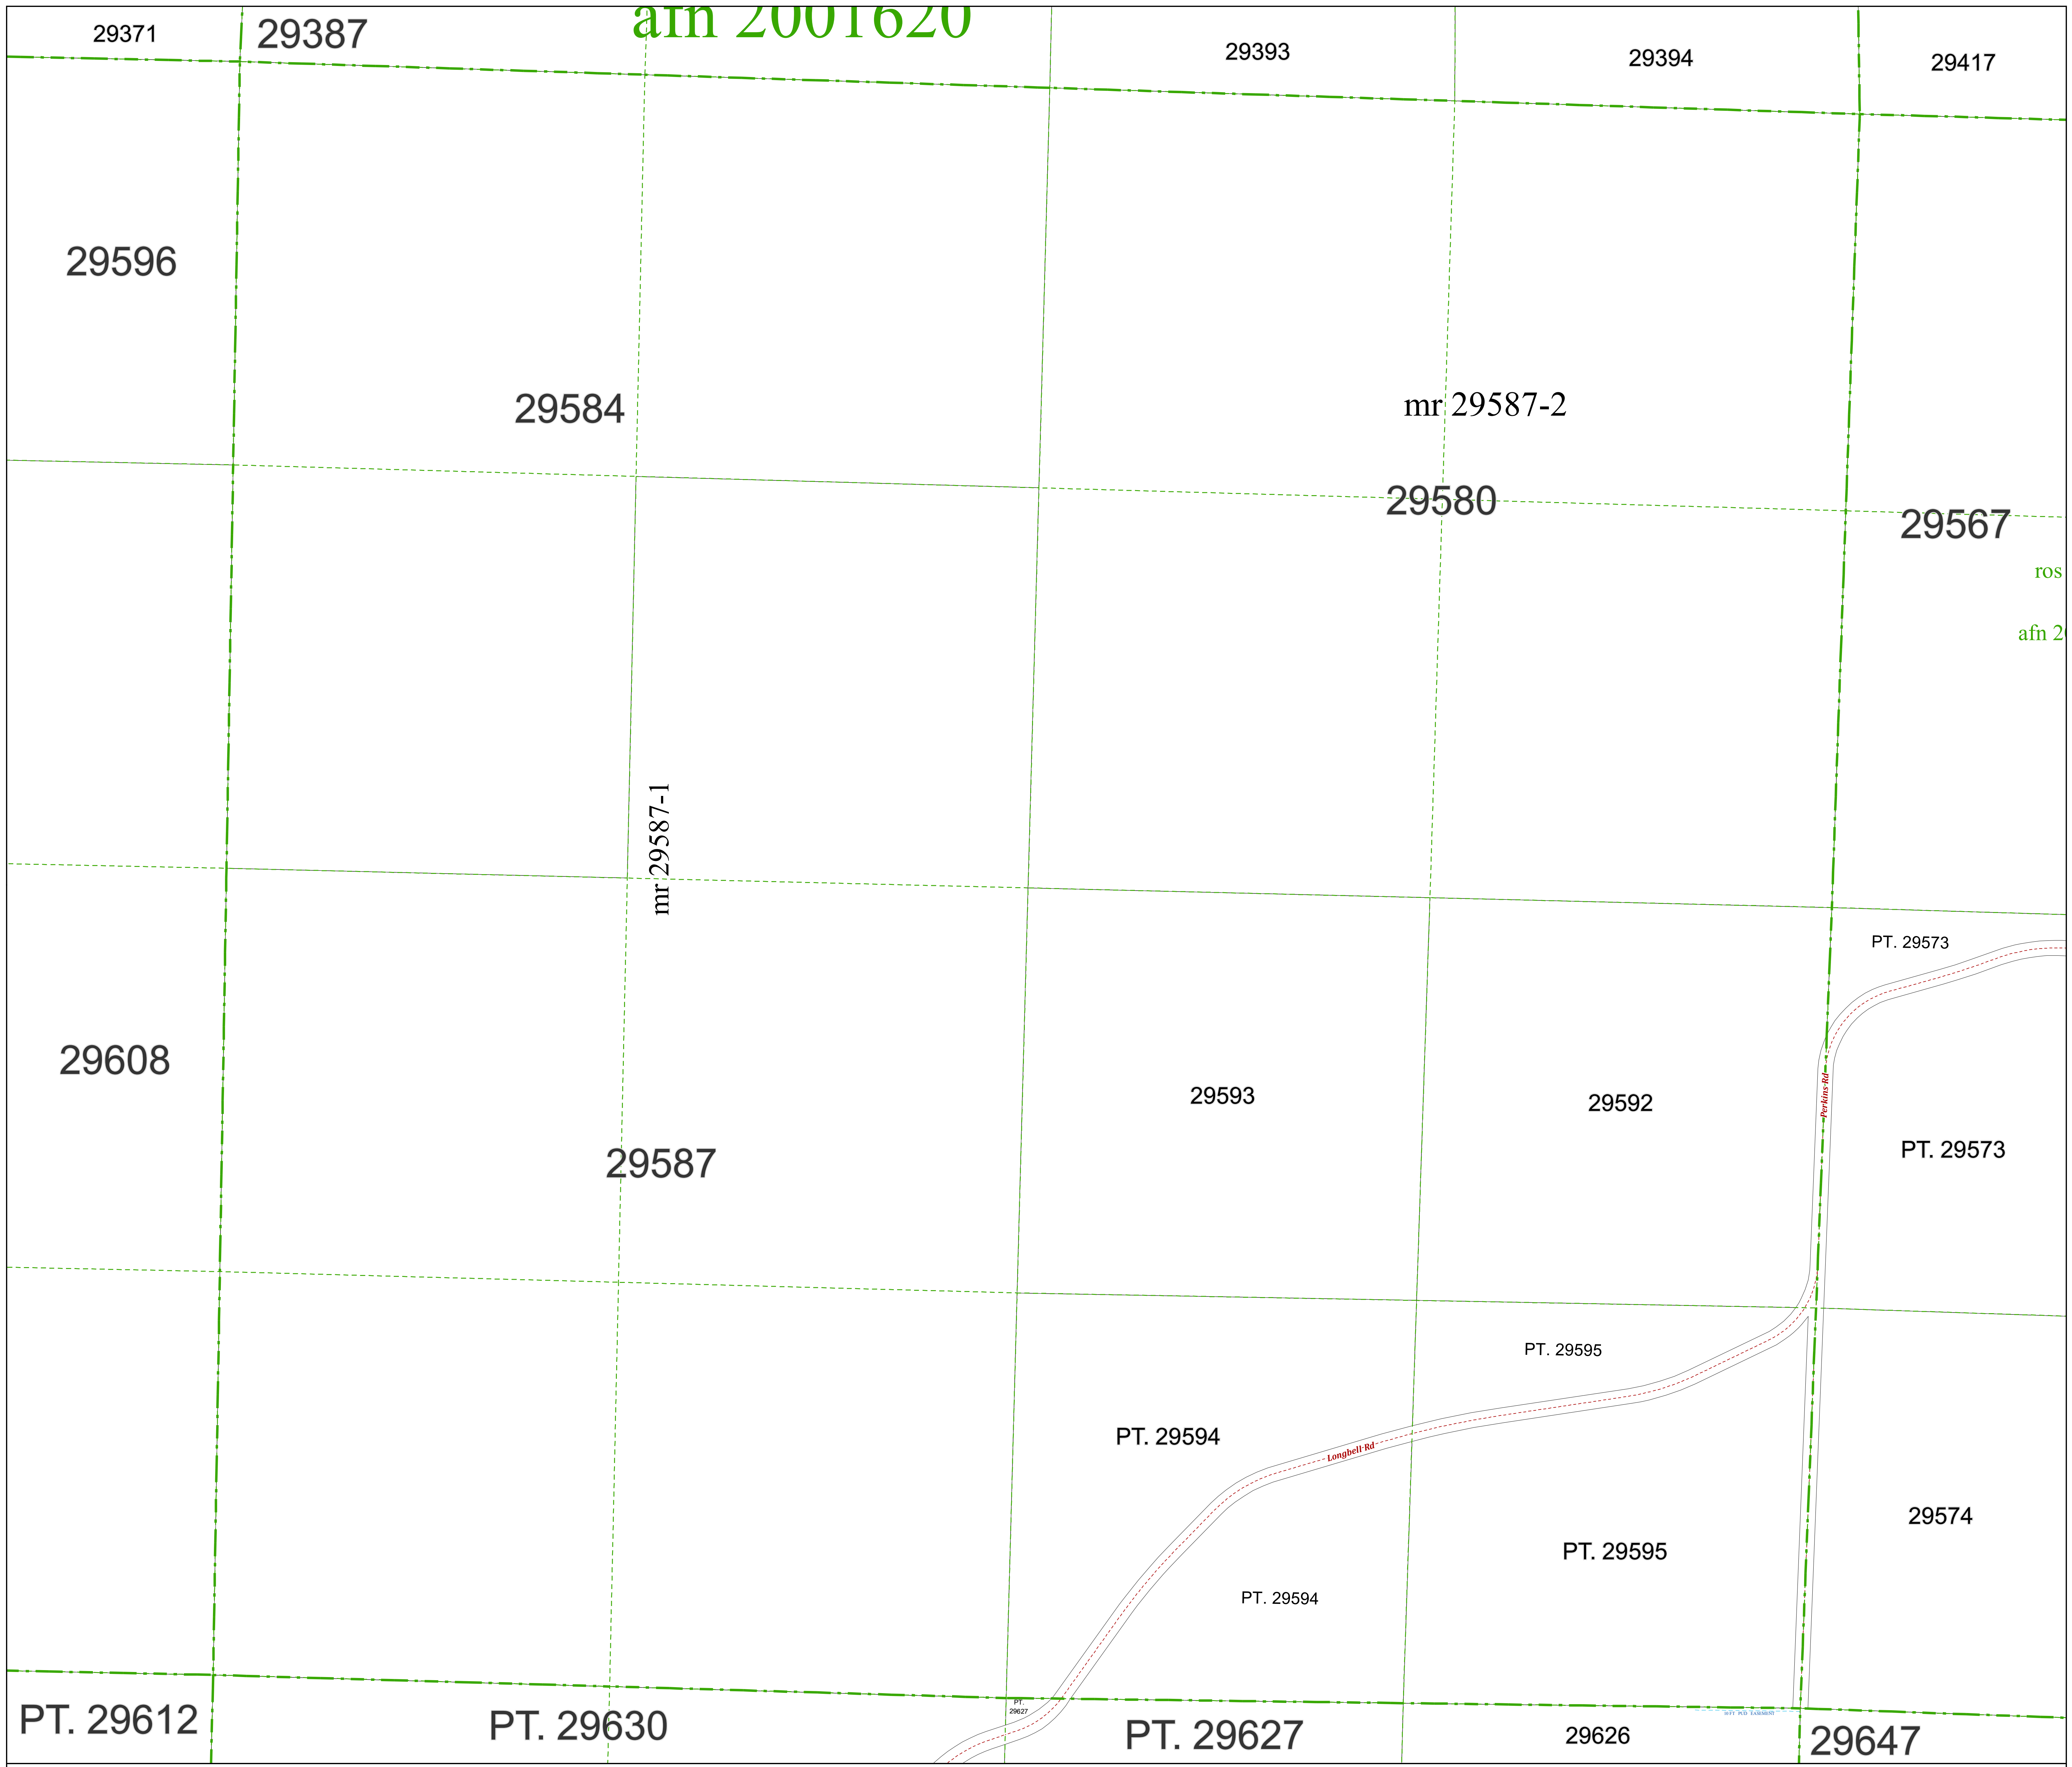 29371
29387
afn 2001620
29393
29394
29417
29596
29584
mr 29587-2
29580
29567
ros
afn 2
mr 29587-1
PT. 29573
29608
29593
29592
Perkins Rd
PT. 29573
29587
PT. 29595
PT. 29594
Longbell Rd
29574
PT. 29595
PT. 29594
PT.
29627
PT. 29612
PT. 29630
PT. 29627
29626
29647